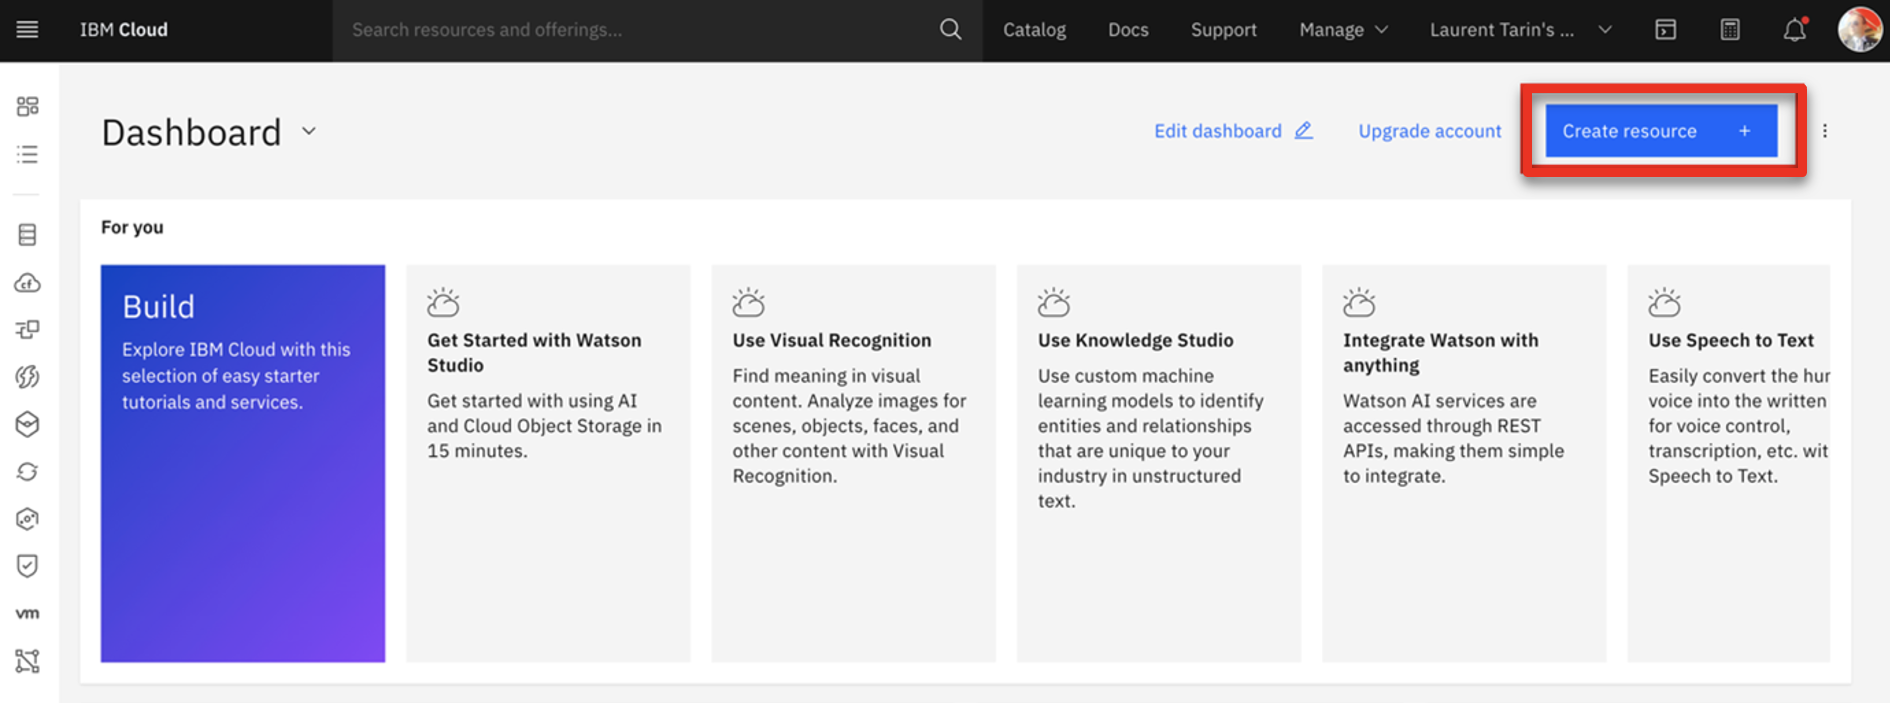 IBM Cloud
Search resources and offerings...
Catalog
Docs
Support
Manage
Laurent Tarin's ...
Dashboard
Edit dashboard
Upgrade account
Create resource +
For you
Build
Explore IBM Cloud with this
selection of easy starter
tutorials and services.
Get Started with Watson
Studio
Get started with using AI
and Cloud Object Storage in
15 minutes.
Use Visual Recognition
Find meaning in visual
content. Analyze images for
scenes, objects, faces, and
other content with Visual
Recognition.
Use Knowledge Studio
Use custom machine
learning models to identify
entities and relationships
that are unique to your
industry in unstructured
text.
Integrate Watson with
anything
Watson AI services are
accessed through REST
APIs, making them simple
to integrate.
Use Speech to Text
Easily convert the hur
voice into the written
for voice control,
transcription, etc. wit
Speech to Text.
cf
vm